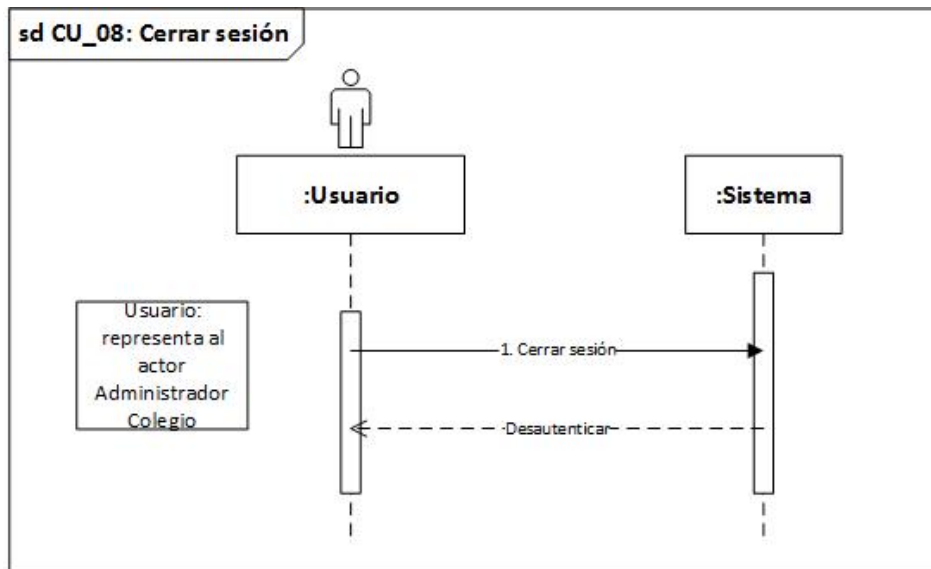 sd CU_08: Cerrar sesión
:Usuario
:Sistema
Usuario:
representa al
actor
Administrador
Colegio
1. Cerrar sesión
Desautenticar